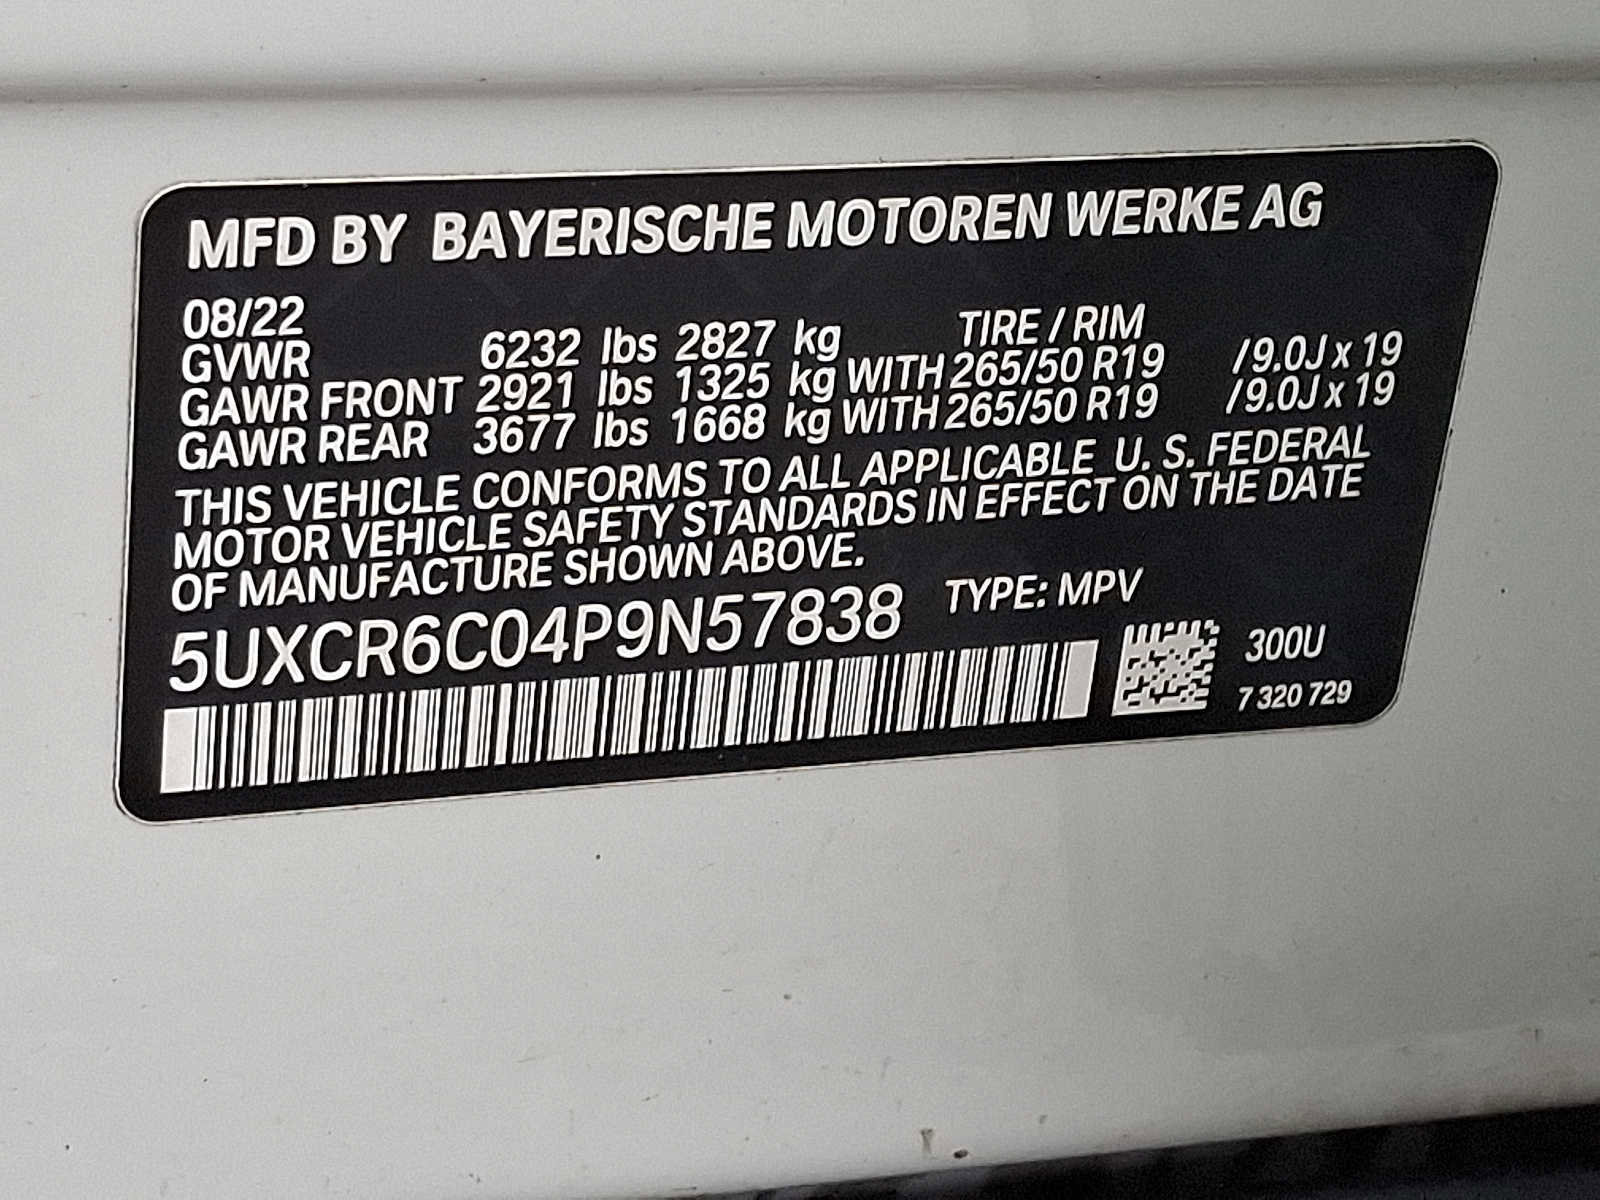 MFD BY BAYERISCHE MOTOREN WERKE AG
08/22
TIRE / RIM
GVWR 6232 lbs 2827 kg
GAWR FRONT 2921 lbs 1325 kg WITH 265/50 R19 /9.0J x 19
GAWR REAR 3677 lbs 1668 kg WITH 265/50 R19 /9.0J x 19
THIS VEHICLE CONFORMS TO ALL APPLICABLE U. S. FEDERAL
MOTOR VEHICLE SAFETY STANDARDS IN EFFECT ON THE DATE
OF MANUFACTURE SHOWN ABOVE.
5UXCR6C04P9N57838 TYPE: MPV
300U
7 320 729